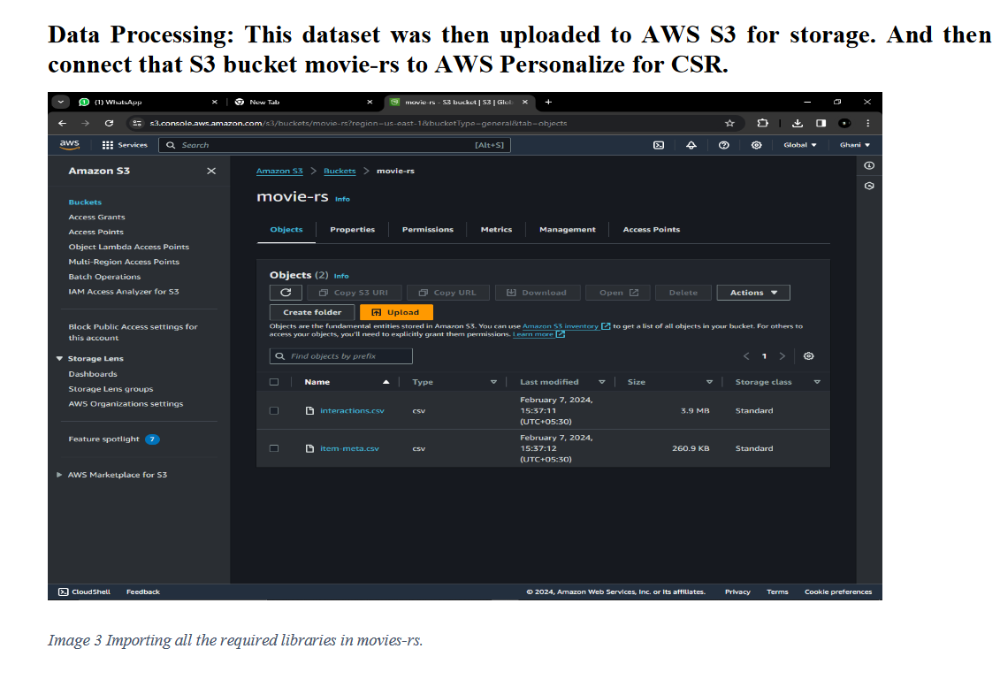 Data Processing: This dataset was then uploaded to AWS S3 for storage. And then
connect that S3 bucket movie-rs to AWS Personalize for CSR.
(1) WhatsApp
New Tab
movie-rs - S3 bucket | S3 | Glob
s3.console.aws.amazon.com/s3/buckets/movie-rs?region=us-east-1&bucketType=general&tab=objects
aws Services Search [Alt+S] Global Ghani
Amazon S3
Buckets
Access Grants
Access Points
Object Lambda Access Points
Multi-Region Access Points
Batch Operations
IAM Access Analyzer for S3
Block Public Access settings for
this account
Storage Lens
Dashboards
Storage Lens groups
AWS Organizations settings
Feature spotlight 7
AWS Marketplace for S3
Amazon S3 > Buckets > movie-rs
movie-rs Info
Objects Properties Permissions Metrics Management Access Points
Objects (2) Info
Copy S3 URI Copy URL Download Open Delete Actions
Create folder Upload
Objects are the fundamental entities stored in Amazon S3. You can use Amazon S3 inventory to get a list of all objects in your bucket. For others to
access your objects, you'll need to explicitly grant them permissions. Learn more
Find objects by prefix
1
Name Type Last modified Size Storage class
interactions.csv csv February 7, 2024, 15:37:11 (UTC+05:30) 3.9 MB Standard
item-meta.csv csv February 7, 2024, 15:37:12 (UTC+05:30) 260.9 KB Standard
CloudShell Feedback © 2024, Amazon Web Services, Inc. or its affiliates. Privacy Terms Cookie preferences
Image 3 Importing all the required libraries in movies-rs.